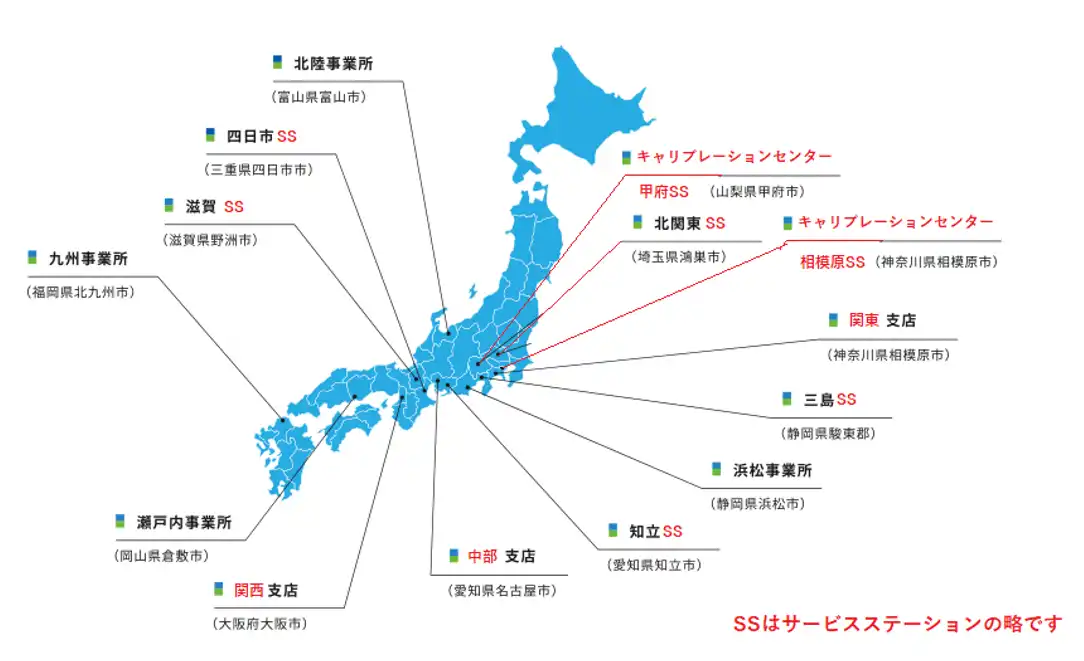 北陸事業所
（富山県富山市）
四日市 SS
（三重県四日市市）
滋賀 SS
（滋賀県野洲市）
九州事業所
（福岡県北九州市）
キャリブレーションセンター
甲府SS （山梨県甲府市）
北関東 SS
（埼玉県鴻巣市）
キャリブレーションセンター
相模原SS （神奈川県相模原市）
関東 支店
（神奈川県相模原市）
三島SS
（静岡県駿東郡）
浜松事業所
（静岡県浜松市）
知立SS
（愛知県知立市）
中部 支店
（愛知県名古屋市）
瀬戸内事業所
（岡山県倉敷市）
関西 支店
（大阪府大阪市）
SSはサービスステーションの略です